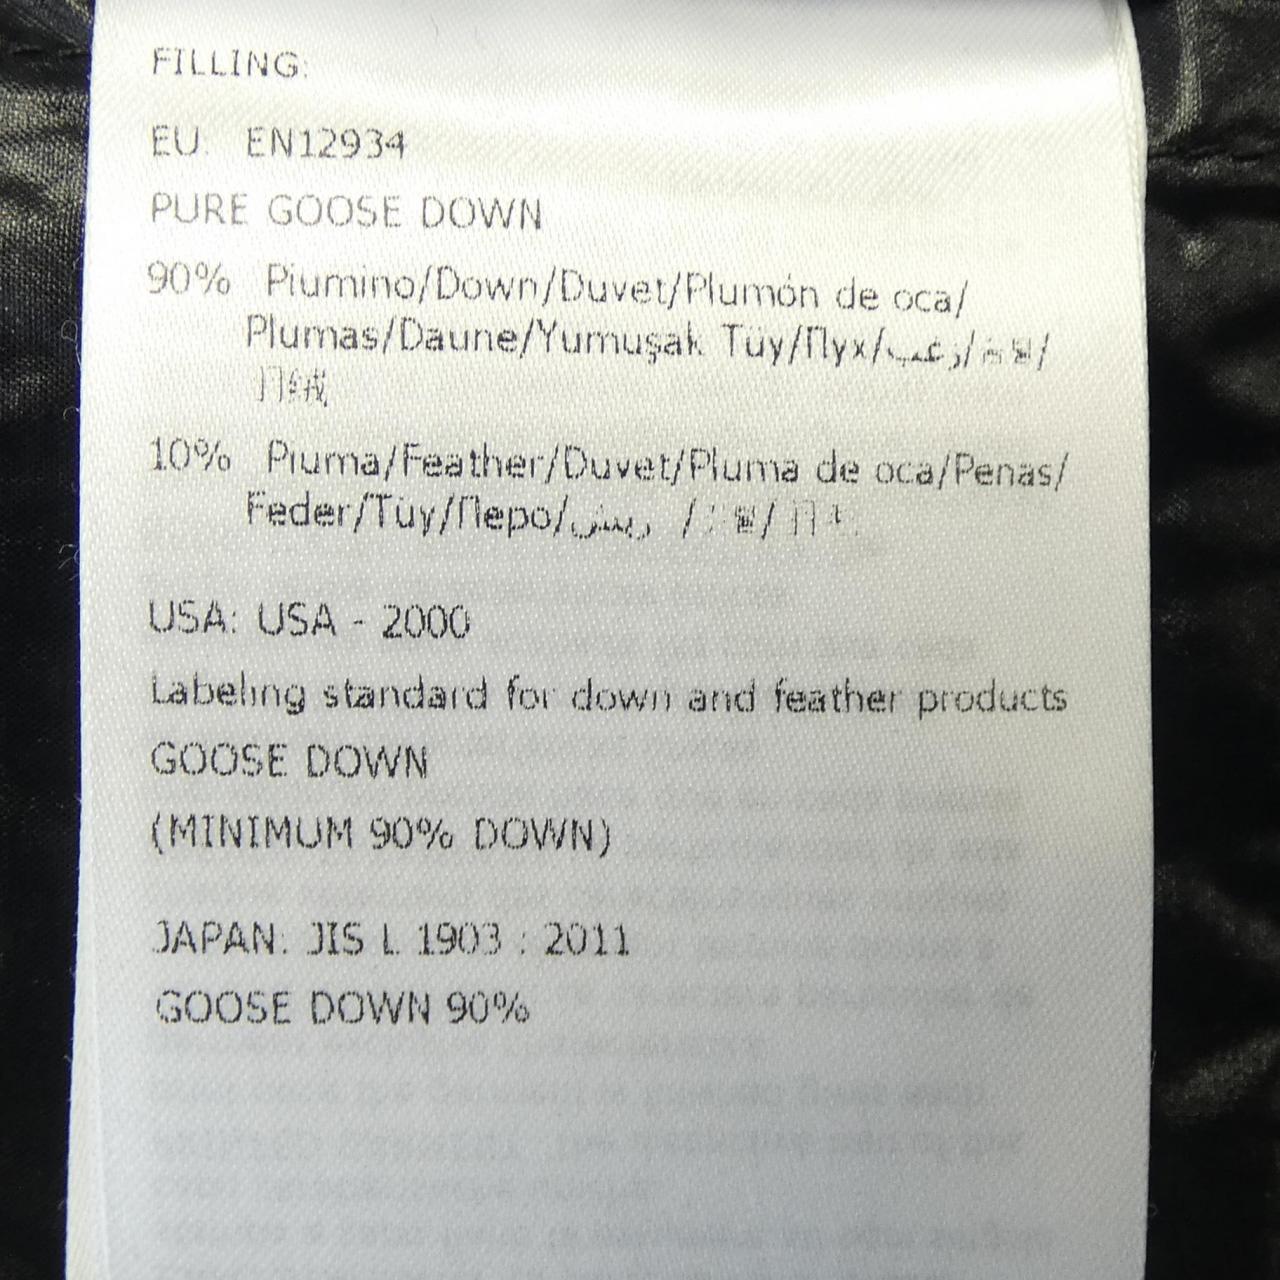 FILLING:
EU: EN12934
PURE GOOSE DOWN
90% Piumino/Down/Duvet/Plumón de oca/
Plumas/Daune/Yumuşak Tüy/Пух/زغب/
10% Piuma/Feather/Duvet/Pluma de oca/Penas/
Feder/Tüy/Перо/ريش /
USA: USA - 2000
Labeling standard for down and feather products
GOOSE DOWN
(MINIMUM 90% DOWN)
JAPAN: JIS L 1903 : 2011
GOOSE DOWN 90%